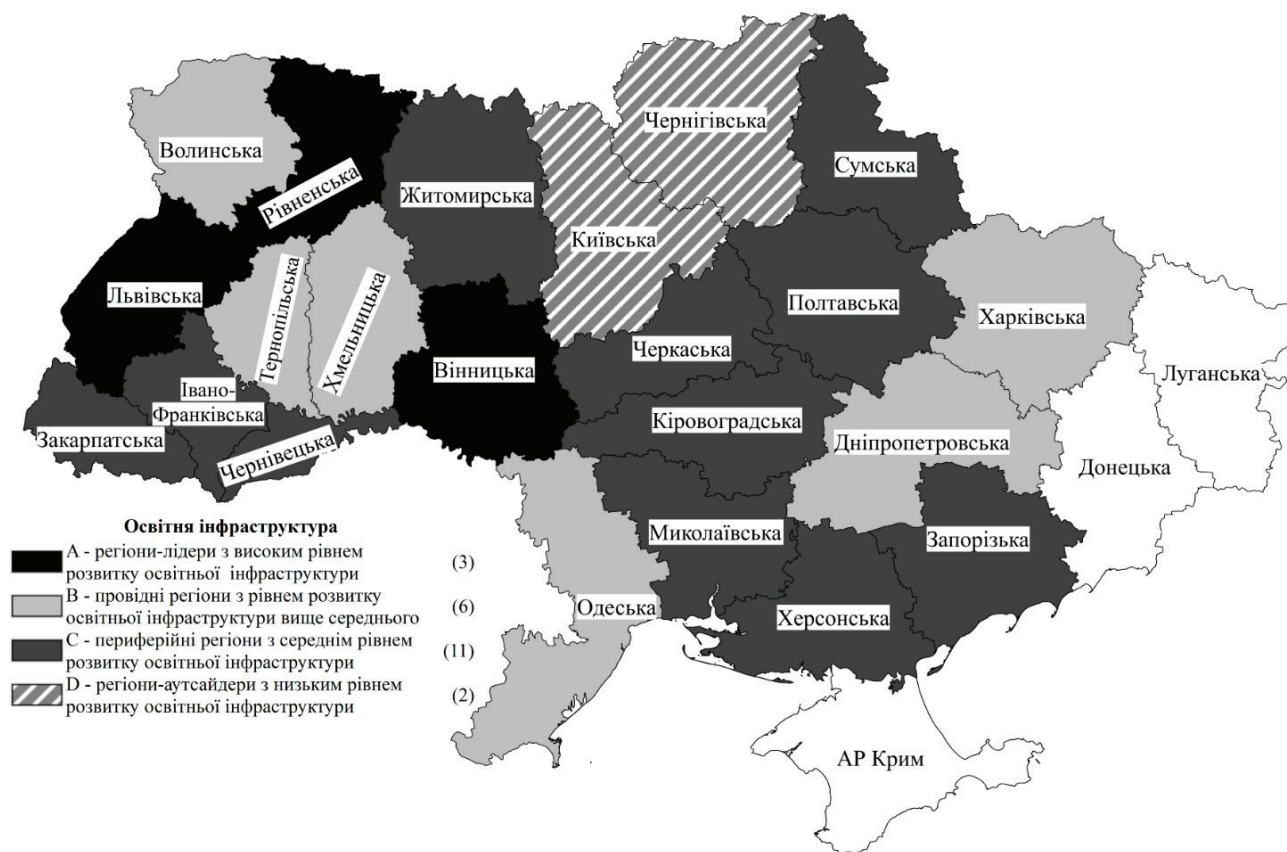 Волинська
Рівненська
Житомирська
Чернігівська
Сумська
Київська
Львівська
Тернопільська
Хмельницька
Вінницька
Черкаська
Полтавська
Харківська
Луганська
Івано-
Франківська
Закарпатська
Чернівецька
Кіровоградська
Дніпропетровська
Донецька
Миколаївська
Запорізька
Одеська
Херсонська
АР Крим
Освітня інфраструктура
А - регіони-лідери з високим рівнем
розвитку освітньої інфраструктури (3)
В - провідні регіони з рівнем розвитку
освітньої інфраструктури вище середнього (6)
С - периферійні регіони з середнім рівнем
розвитку освітньої інфраструктури (11)
D - регіони-аутсайдери з низьким рівнем
розвитку освітньої інфраструктури (2)